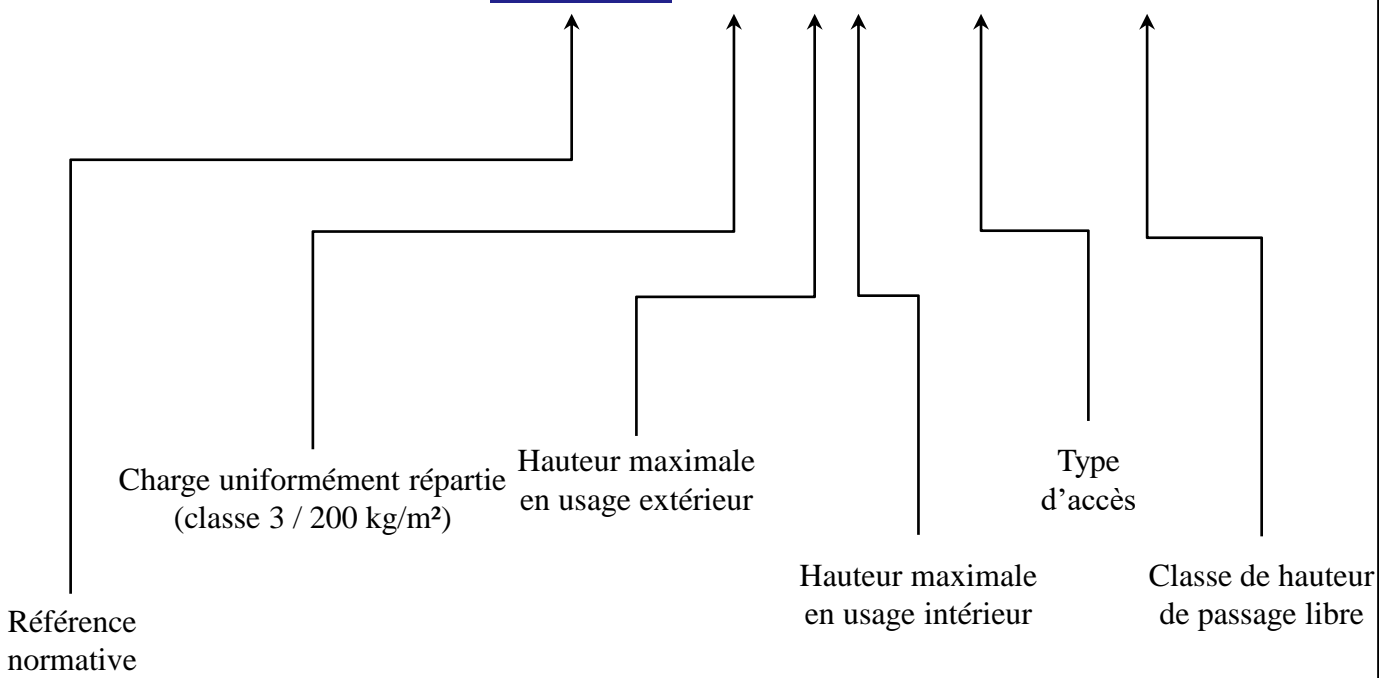 Charge uniformément répartie
(classe 3 / 200 kg/m²)
Hauteur maximale
en usage extérieur
Type
d’accès
Hauteur maximale
en usage intérieur
Classe de hauteur
de passage libre
Référence
normative